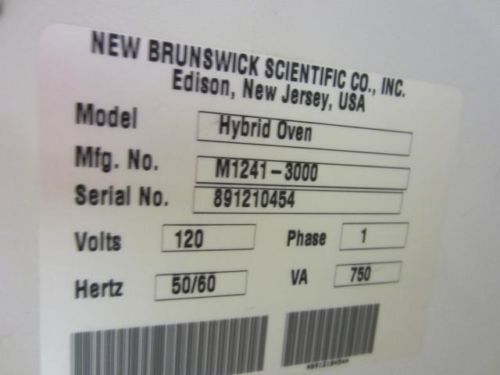 NEW BRUNSWICK SCIENTIFIC CO., INC.
Edison, New Jersey, USA
Model Hybrid Oven
Mfg. No. M1241-3000
Serial No. 891210454
Volts 120 Phase 1
Hertz 50/60 VA 750